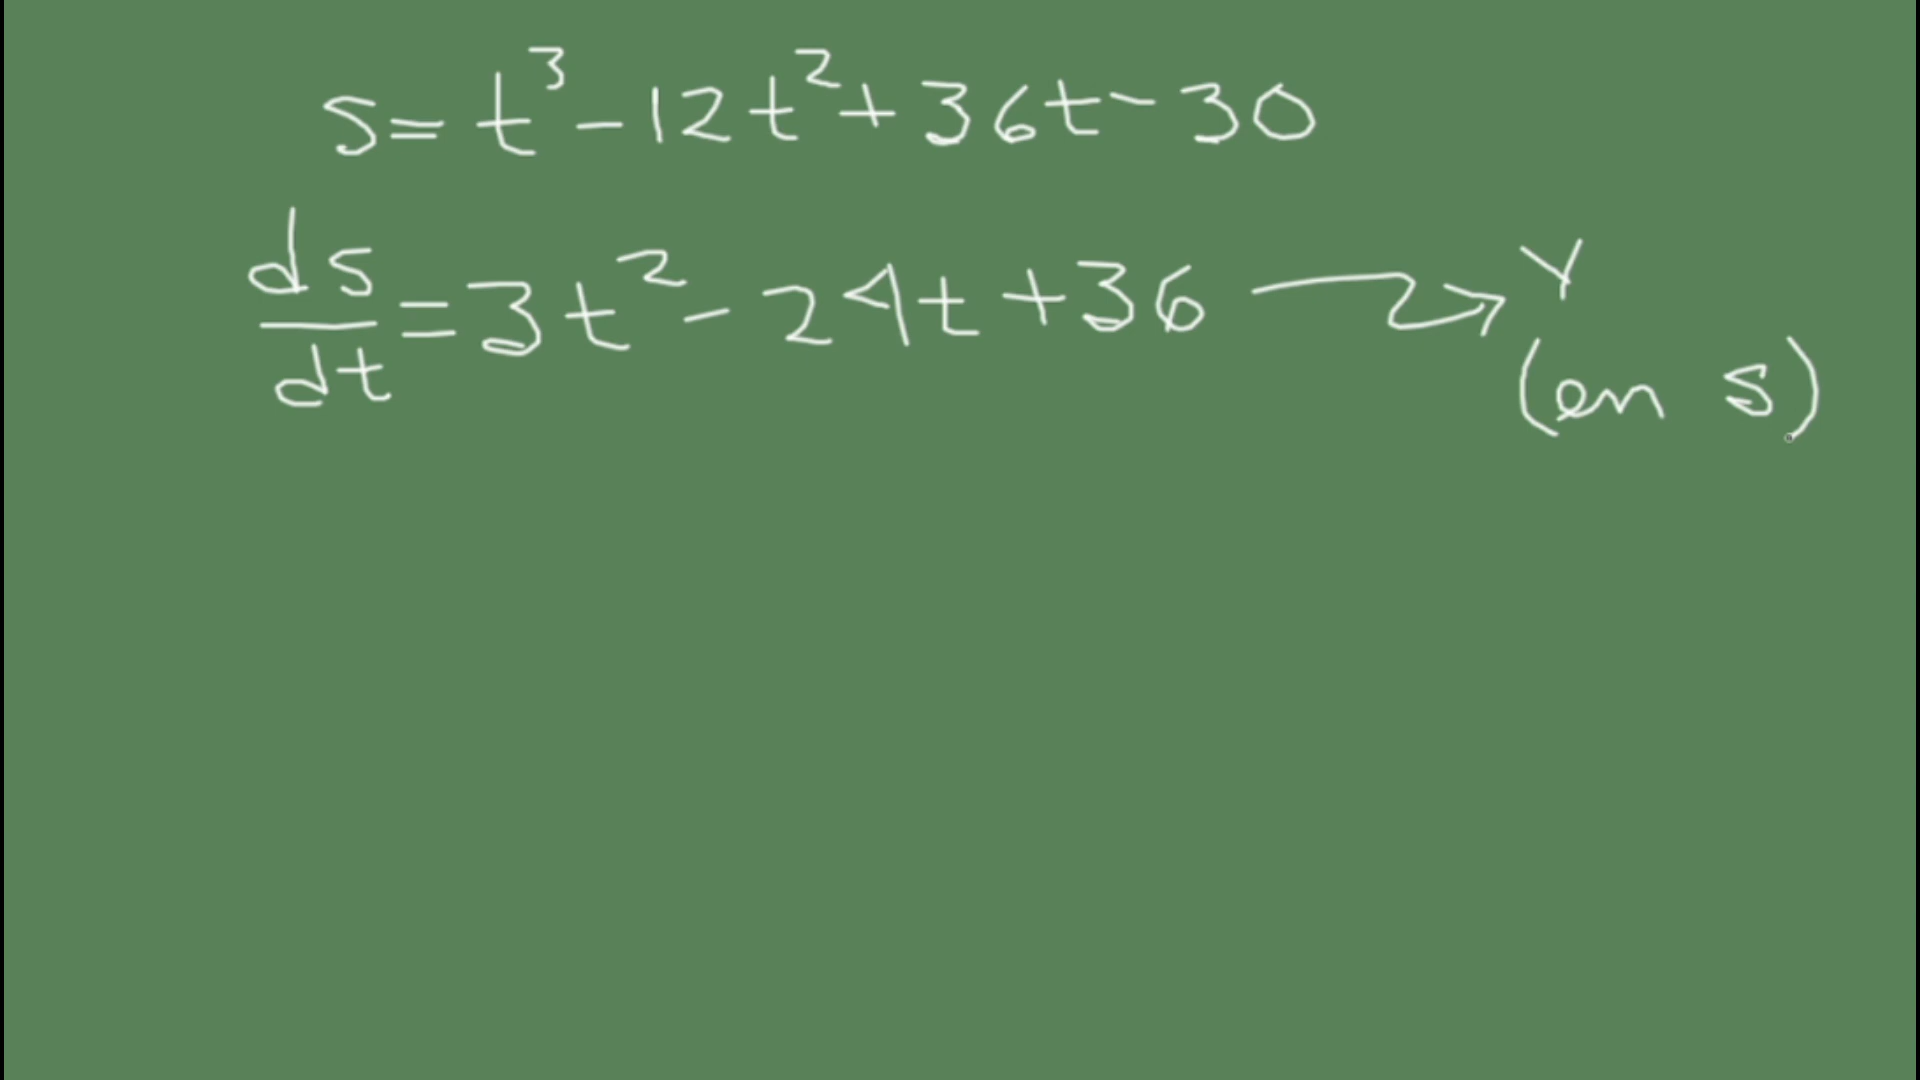 s = t³ - 12t² + 36t - 30
ds/dt = 3t² - 24t + 36 → Y
(en s)